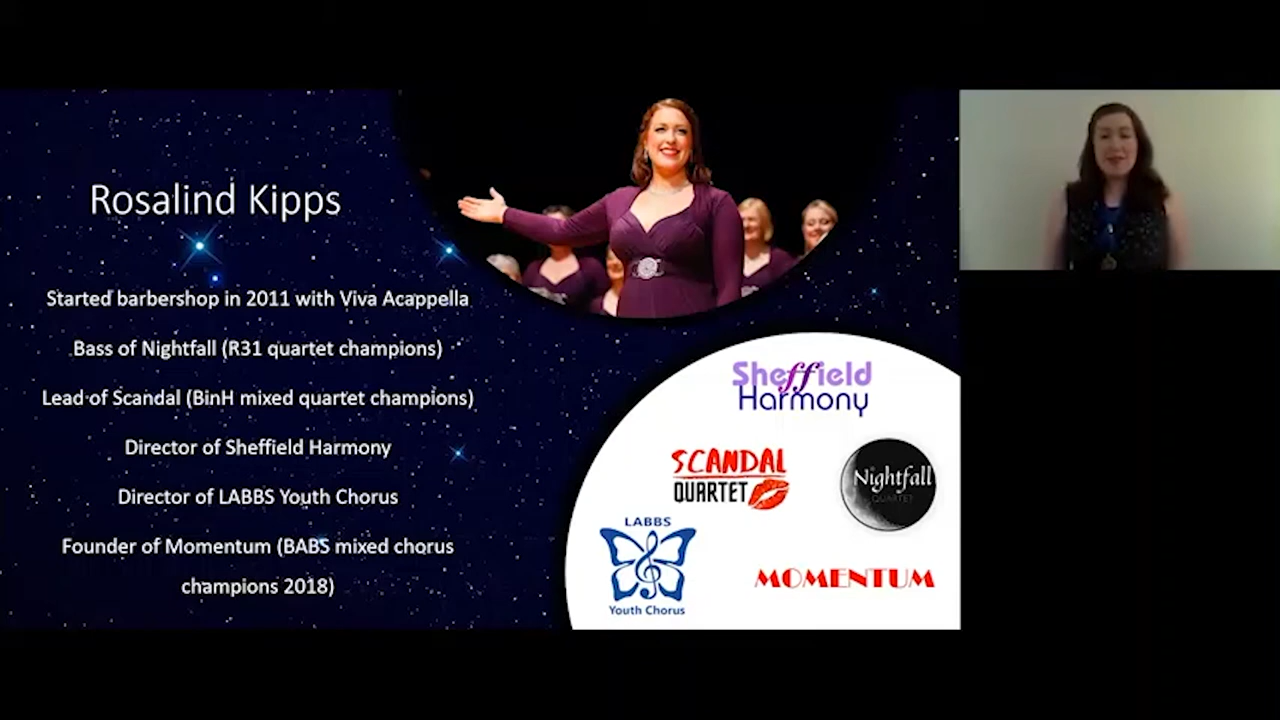 Rosalind Kipps
Started barbershop in 2011 with Viva Acappella
Bass of Nightfall (R31 quartet champions)
Lead of Scandal (BinH mixed quartet champions)
Director of Sheffield Harmony
Director of LABBS Youth Chorus
Founder of Momentum (BABS mixed chorus
champions 2018)
Sheffield
Harmony
SCANDAL
QUARTET
Nightfall
QUARTET
LABBS
Youth Chorus
MOMENTUM